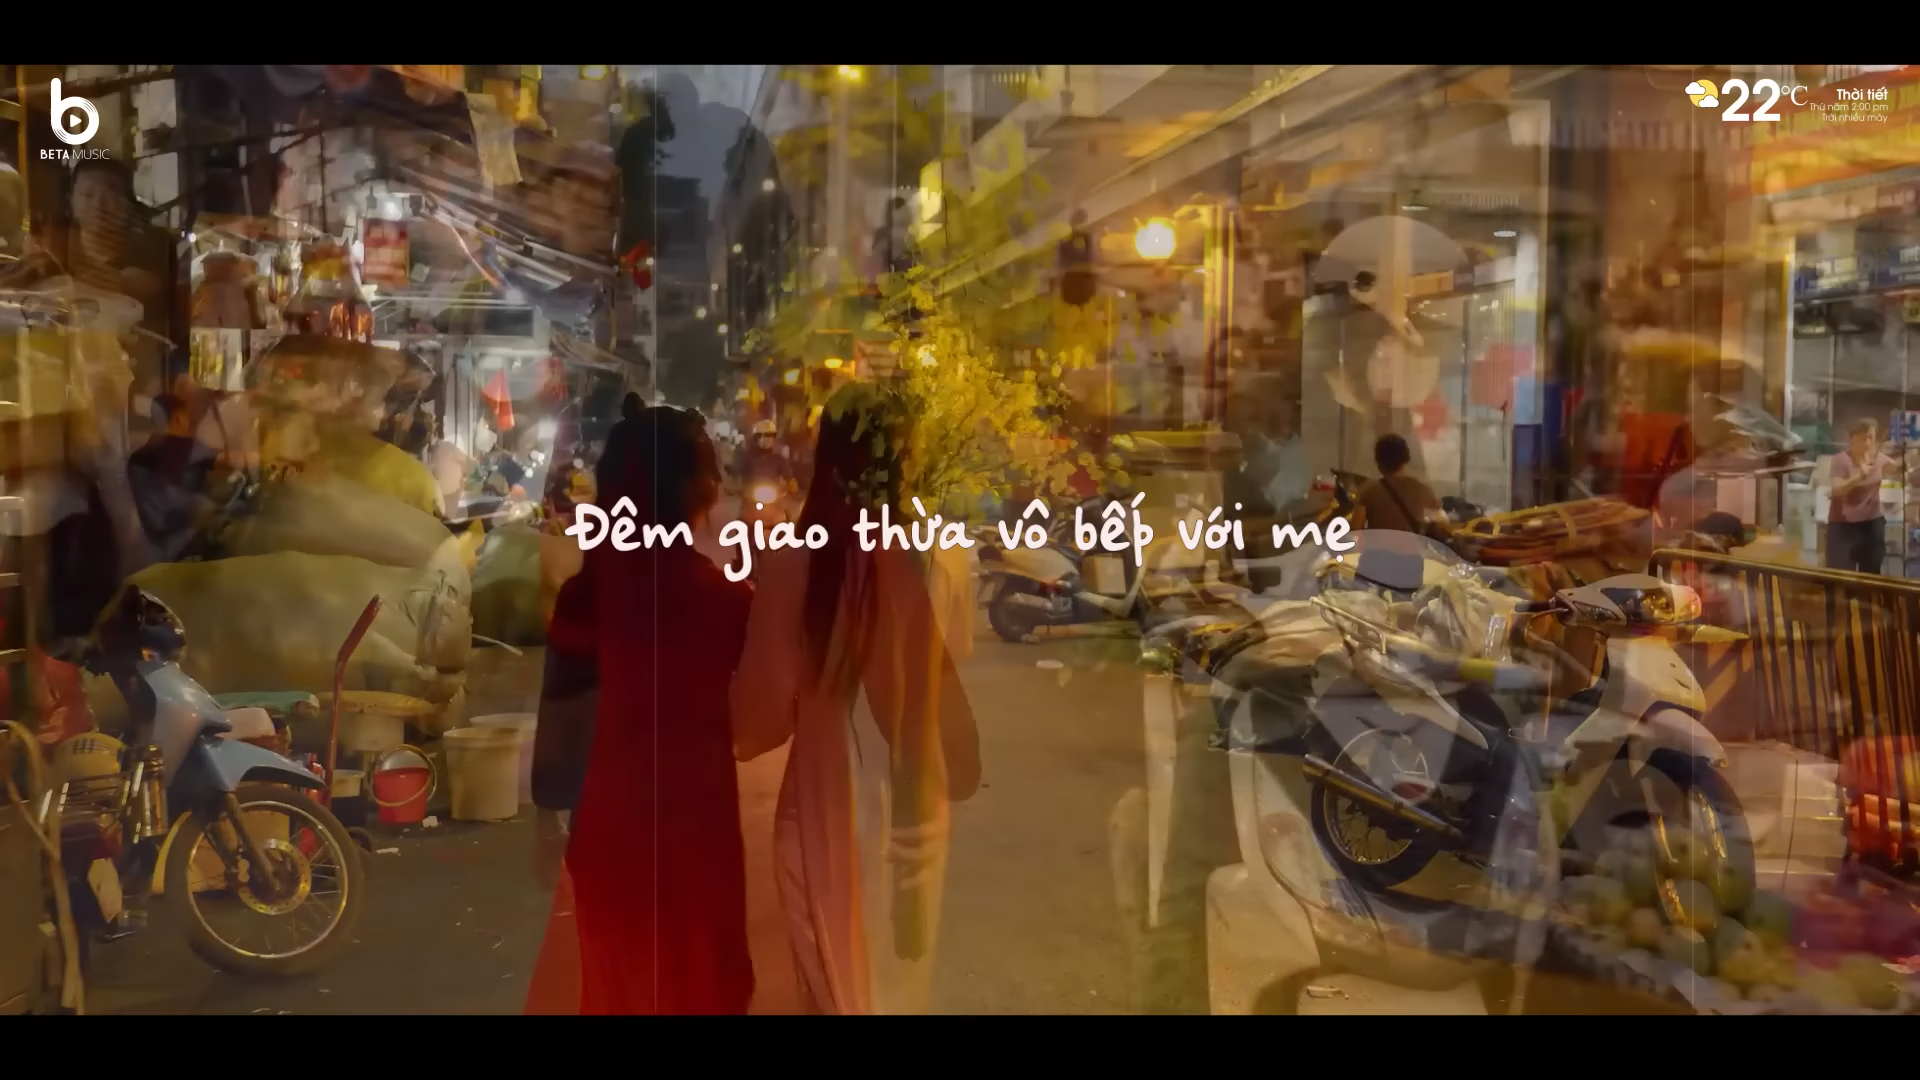 BETA MUSIC
22°C
Thời tiết
Thứ năm 2:00 pm
Trời nhiều mây
Đêm giao thừa vô bếp với mẹ